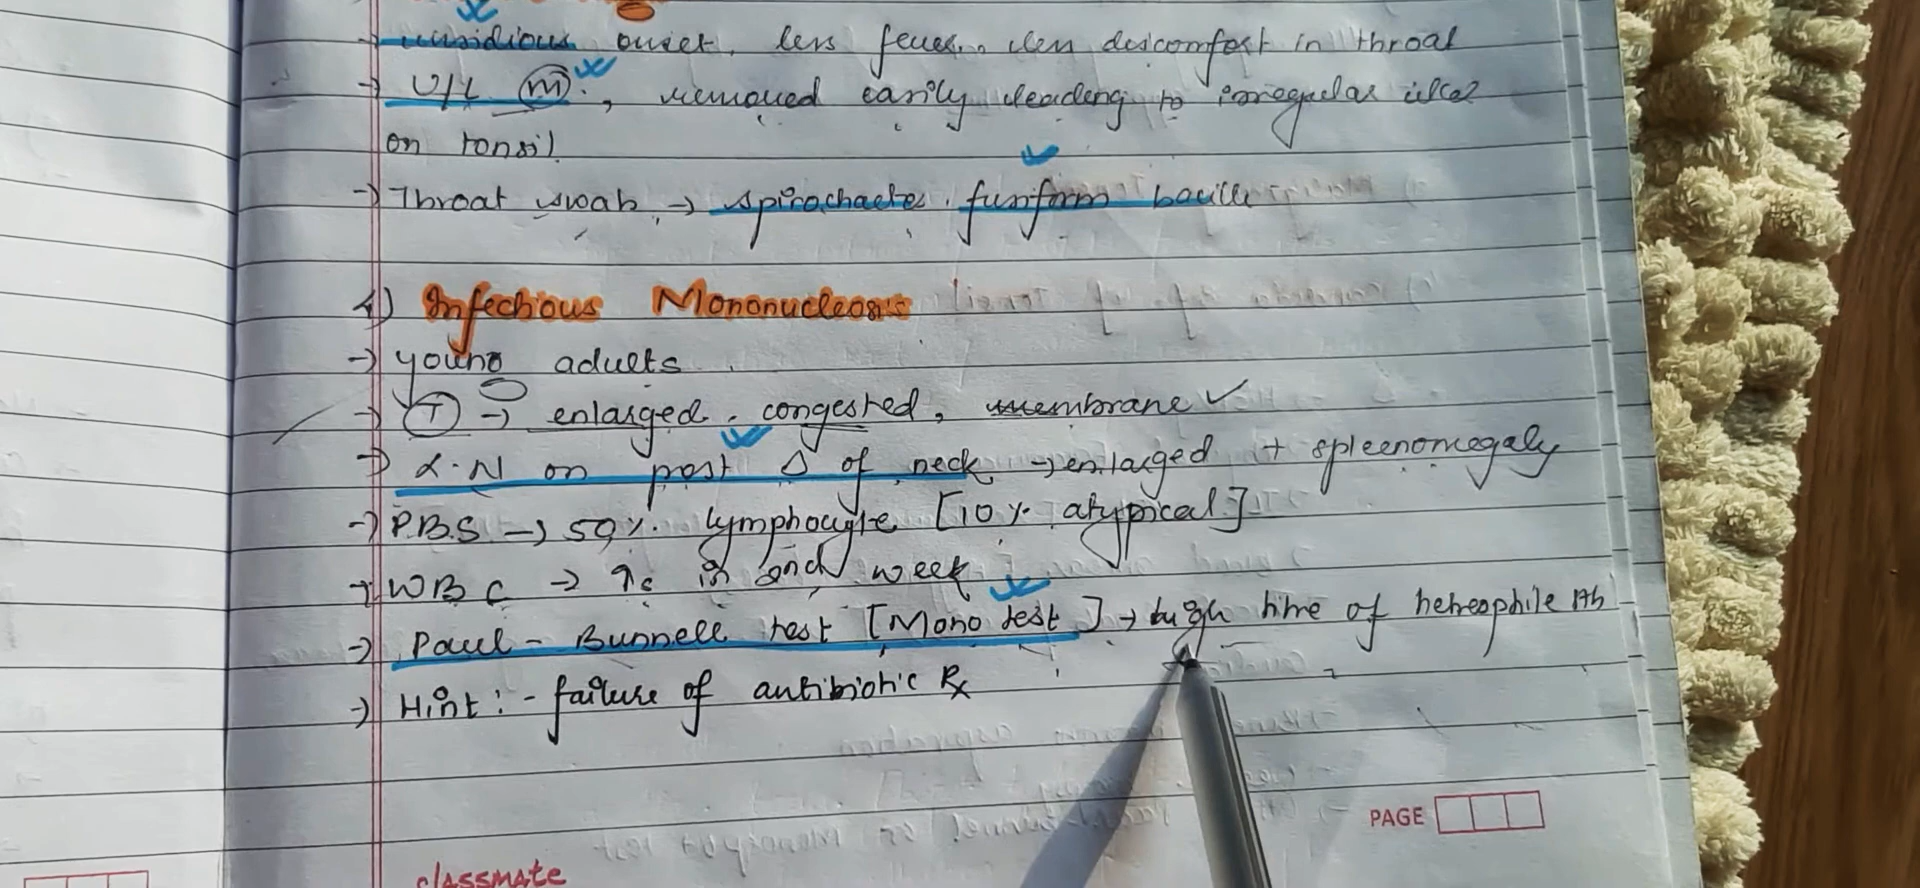 → insidious onset, less fever, less discomfort in throat
→ U/L (m), removed easily leading to irregular ulcer
on tonsil
→ Throat swab → spirochaete, fusiform bacilli
4) Infectious Mononucleosis
→ young adults
→ (T) → enlarged, congested, membrane ✓
→ L.N on post Δ of neck → enlarged + spleenomegaly
→ P.B.S → 50%. lymphocyte [10%. atypical]
→ WBC → ↑s in 2nd week
→ Paul - Bunnell test [Mono test] → high titre of heterophile Ab
→ Hint :- failure of antibiotic Rx
PAGE
classmate